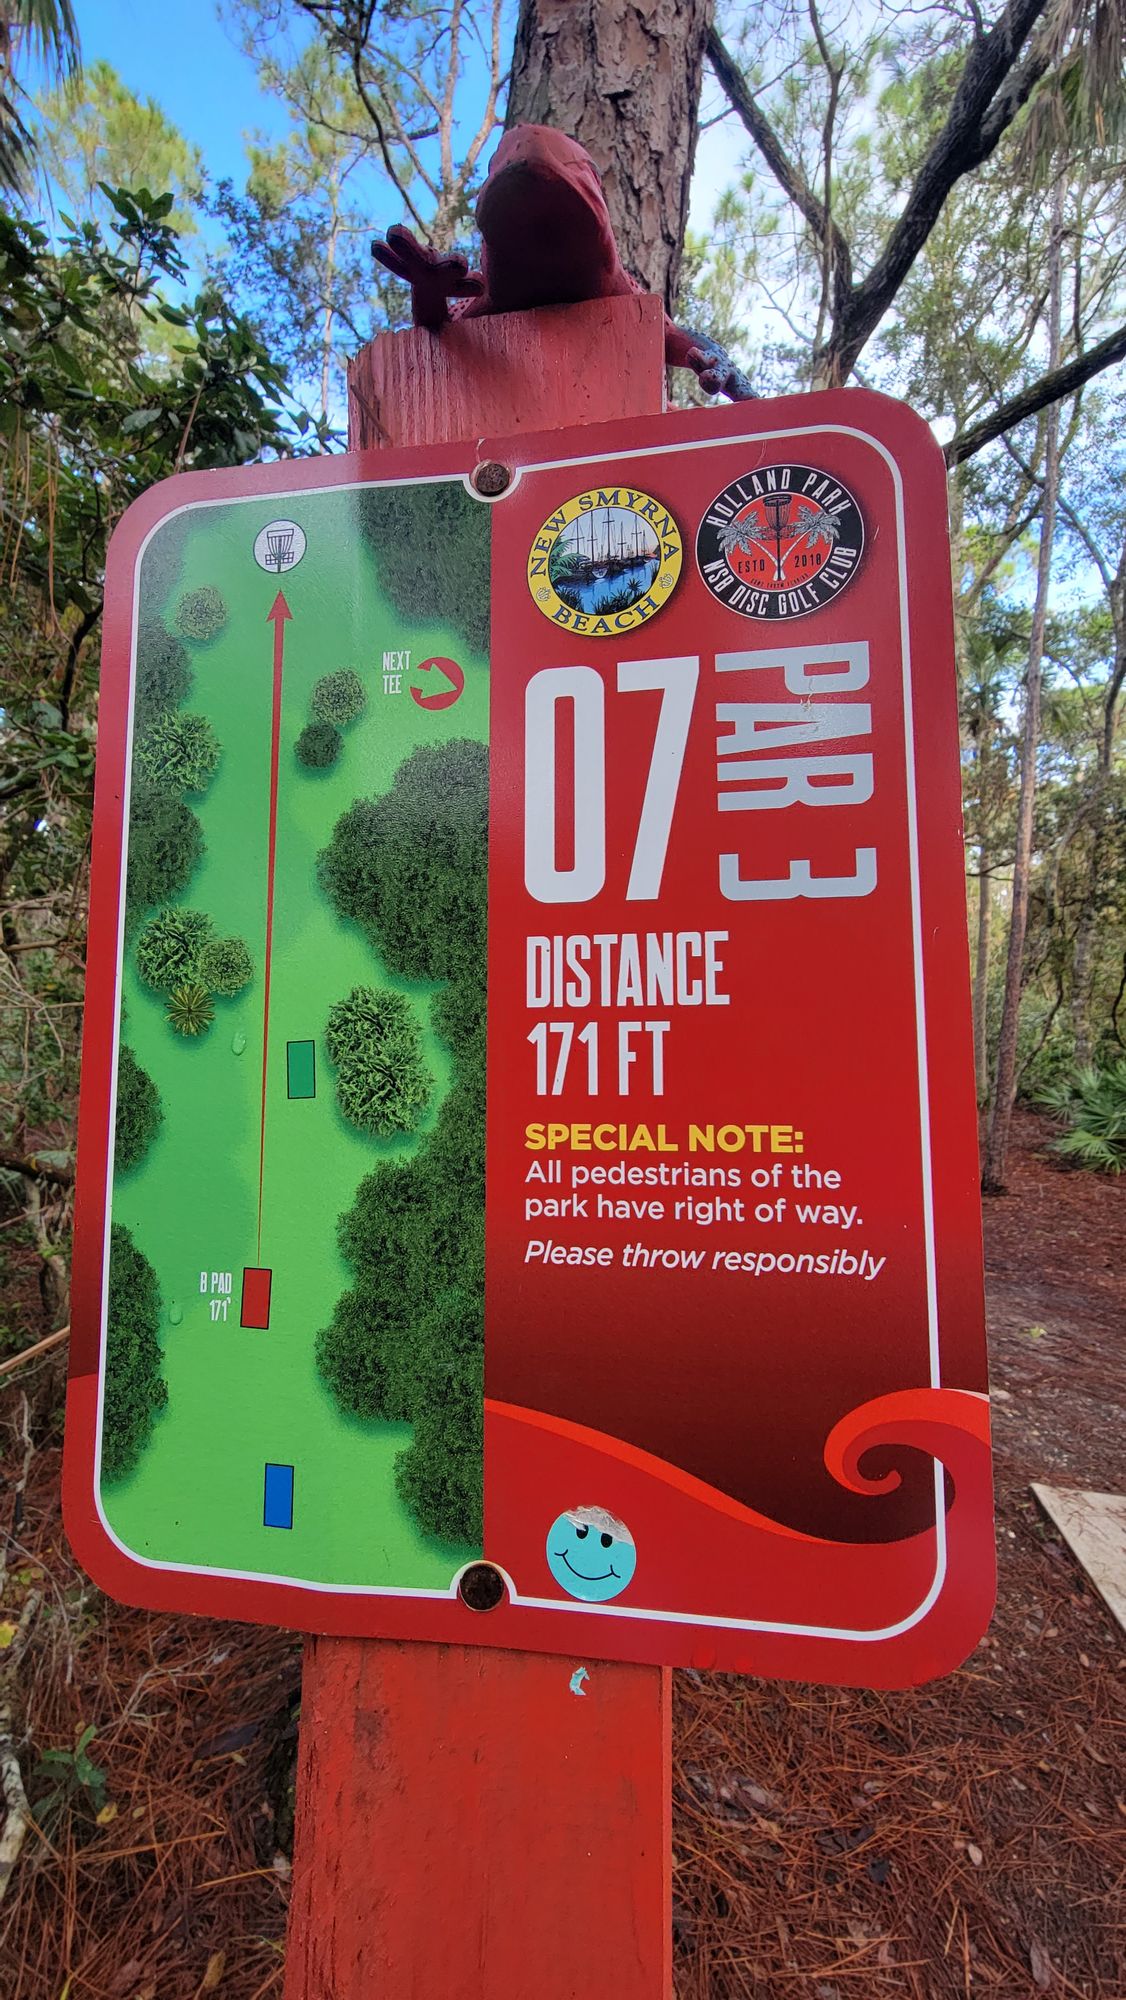 NEW SMYRNA
BEACH
HOLLAND PARK
ESTD 2018
NSB DISC GOLF CLUB
NEXT
TEE
07
PAR 3
DISTANCE
171 FT
SPECIAL NOTE:
All pedestrians of the
park have right of way.
Please throw responsibly
B PAD
171'